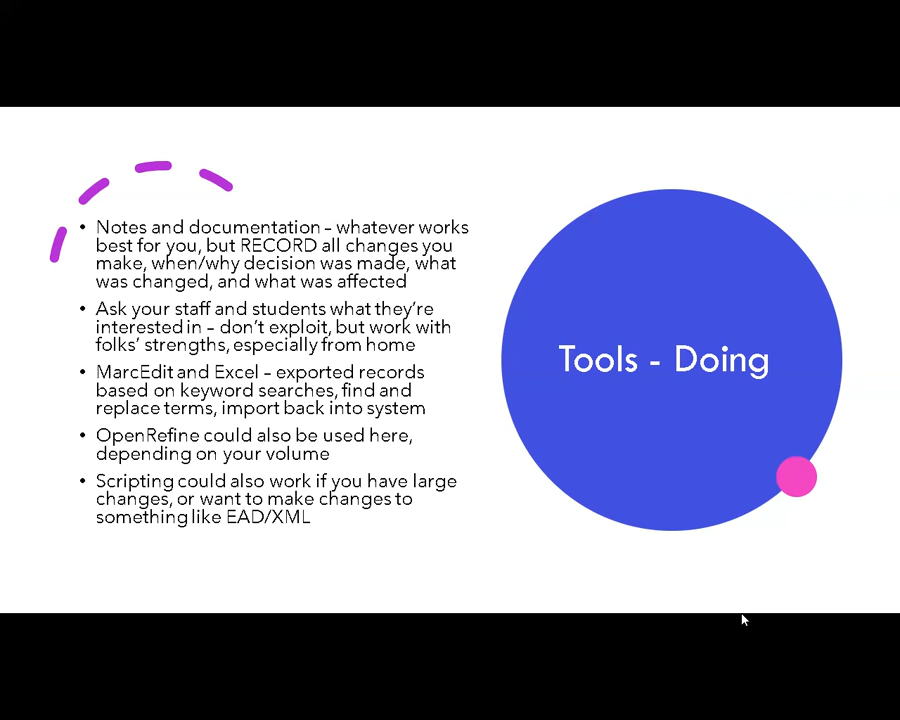 • Notes and documentation – whatever works
best for you, but RECORD all changes you
make, when/why decision was made, what
was changed, and what was affected
• Ask your staff and students what they're
interested in – don't exploit, but work with
folks' strengths, especially from home
• MarcEdit and Excel – exported records
based on keyword searches, find and
replace terms, import back into system
• OpenRefine could also be used here,
depending on your volume
• Scripting could also work if you have large
changes, or want to make changes to
something like EAD/XML
Tools - Doing